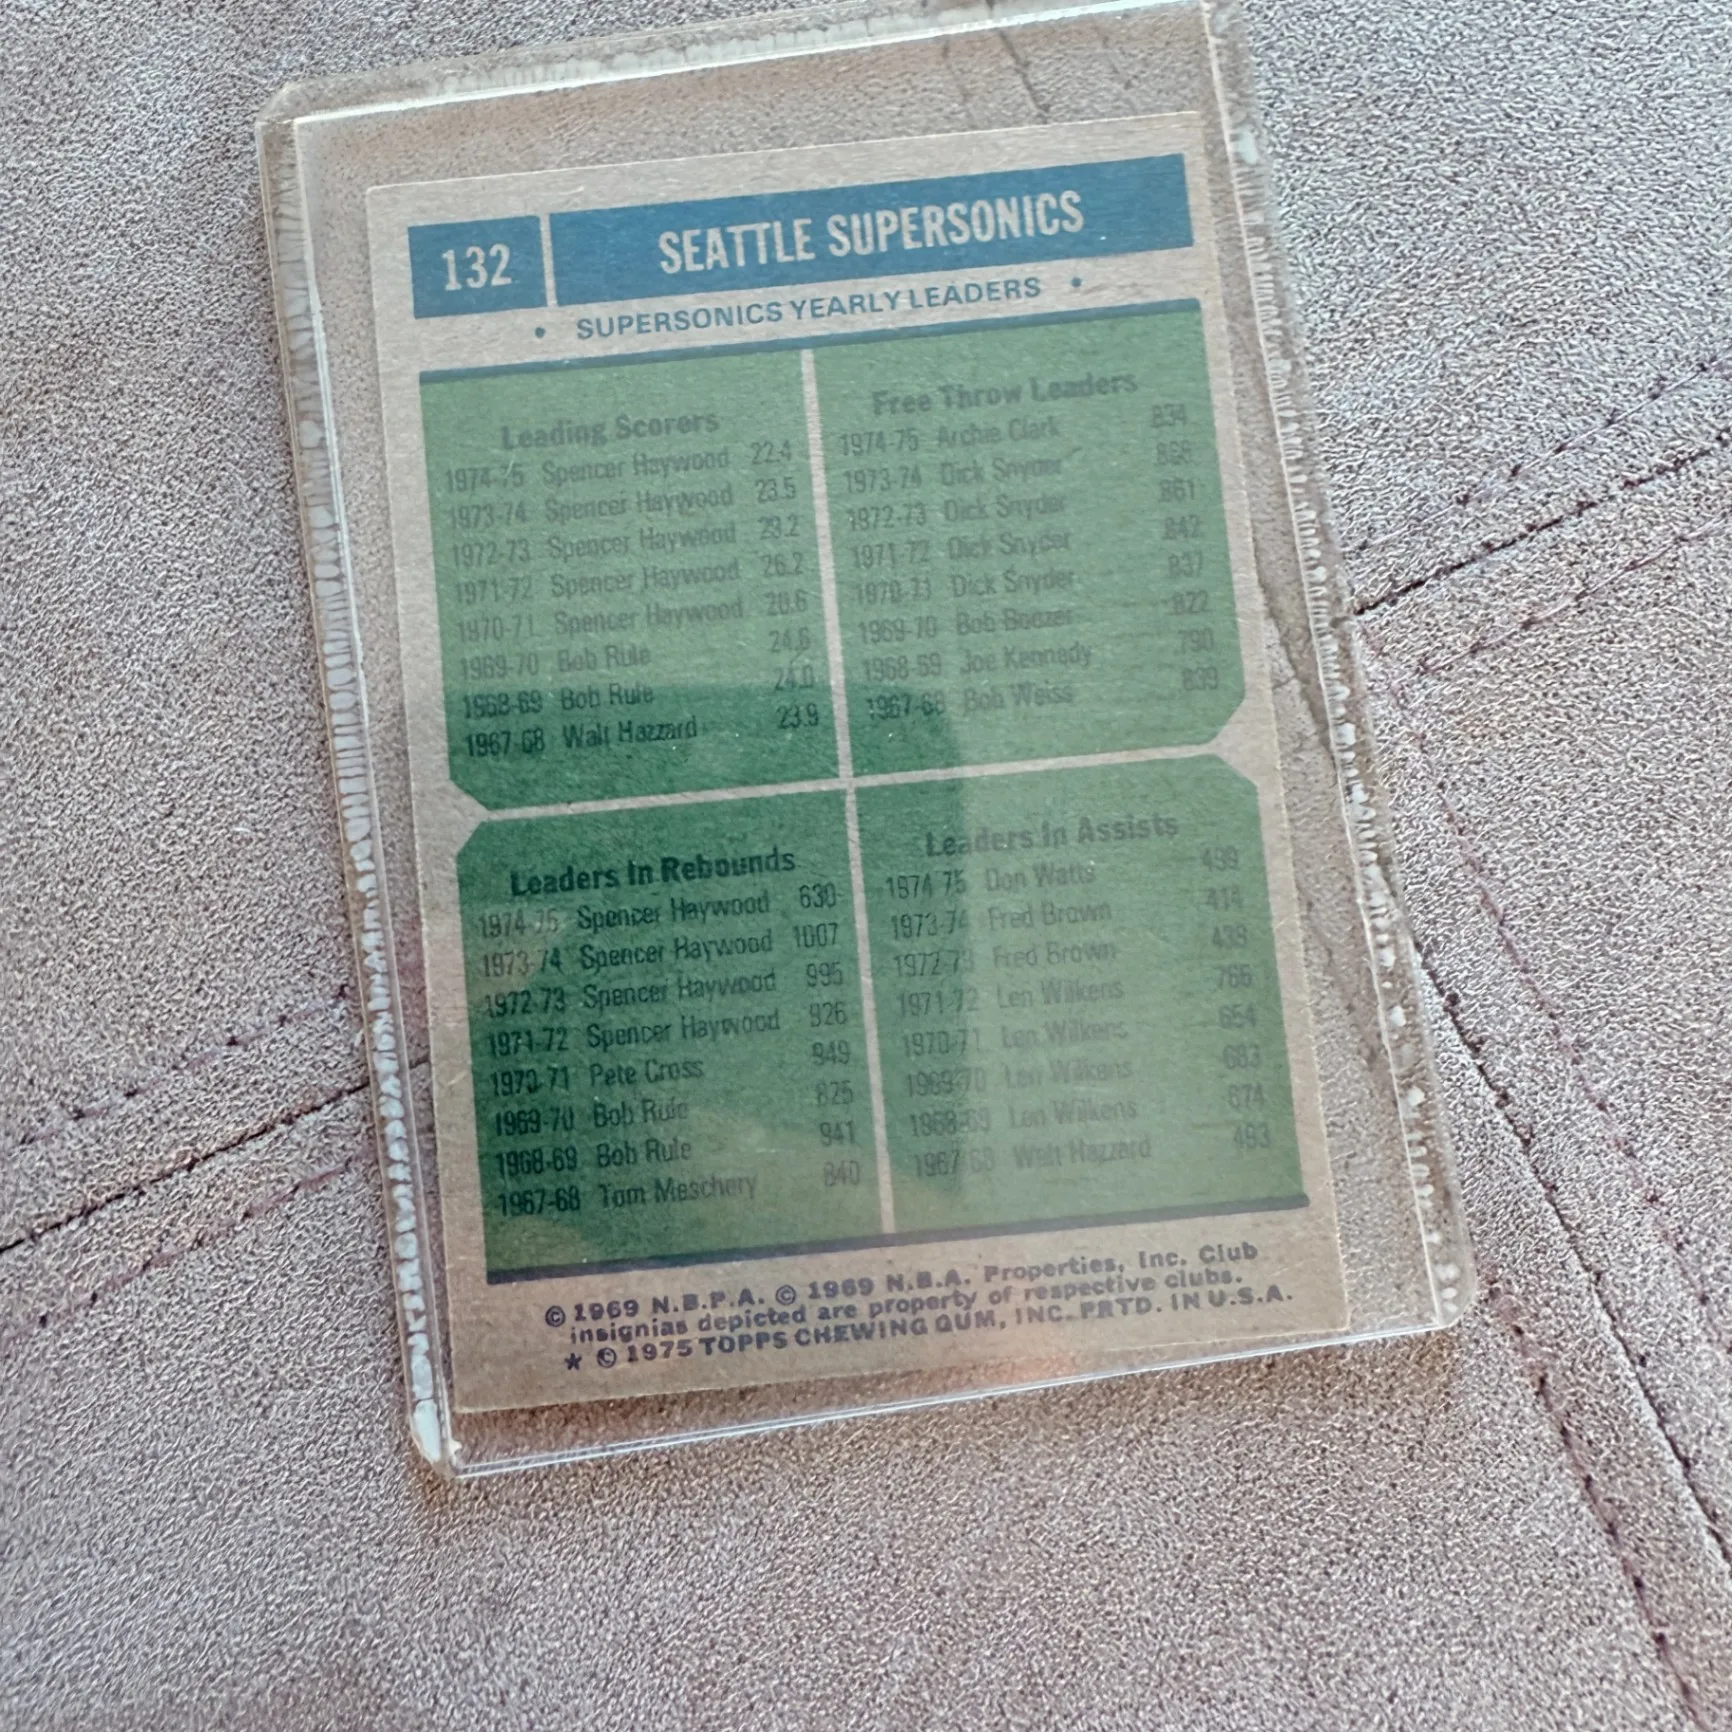 132 SEATTLE SUPERSONICS
• SUPERSONICS YEARLY LEADERS •
Leading Scorers
1974-75 Spencer Haywood 22.4
1973-74 Spencer Haywood 23.5
1972-73 Spencer Haywood 29.2
1971-72 Spencer Haywood 26.2
1970-71 Spencer Haywood 20.6
1969-70 Bob Rule 24.6
1968-69 Bob Rule 24.0
1967-68 Walt Hazzard 23.9
Free Throw Leaders
1974-75 Archie Clark .834
1973-74 Dick Snyder .868
1972-73 Dick Snyder .861
1971-72 Dick Snyder .842
1970-71 Dick Snyder .837
1969-70 Bob Boozer .822
1968-69 Joe Kennedy .790
1967-68 Bob Weiss .839
Leaders In Rebounds
1974-75 Spencer Haywood 630
1973-74 Spencer Haywood 1007
1972-73 Spencer Haywood 995
1971-72 Spencer Haywood 926
1970-71 Pete Cross 949
1969-70 Bob Rule 825
1968-69 Bob Rule 941
1967-68 Tom Meschery 840
Leaders In Assists
1974-75 Don Watts 499
1973-74 Fred Brown 414
1972-73 Fred Brown 438
1971-72 Len Wilkens 766
1970-71 Len Wilkens 654
1969-70 Len Wilkens 683
1968-69 Len Wilkens 674
1967-68 Walt Hazzard 493
© 1969 N.B.P.A. © 1969 N.B.A. Properties, Inc. Club
insignias depicted are property of respective clubs.
★ © 1975 TOPPS CHEWING GUM, INC. PRTD. IN U.S.A.